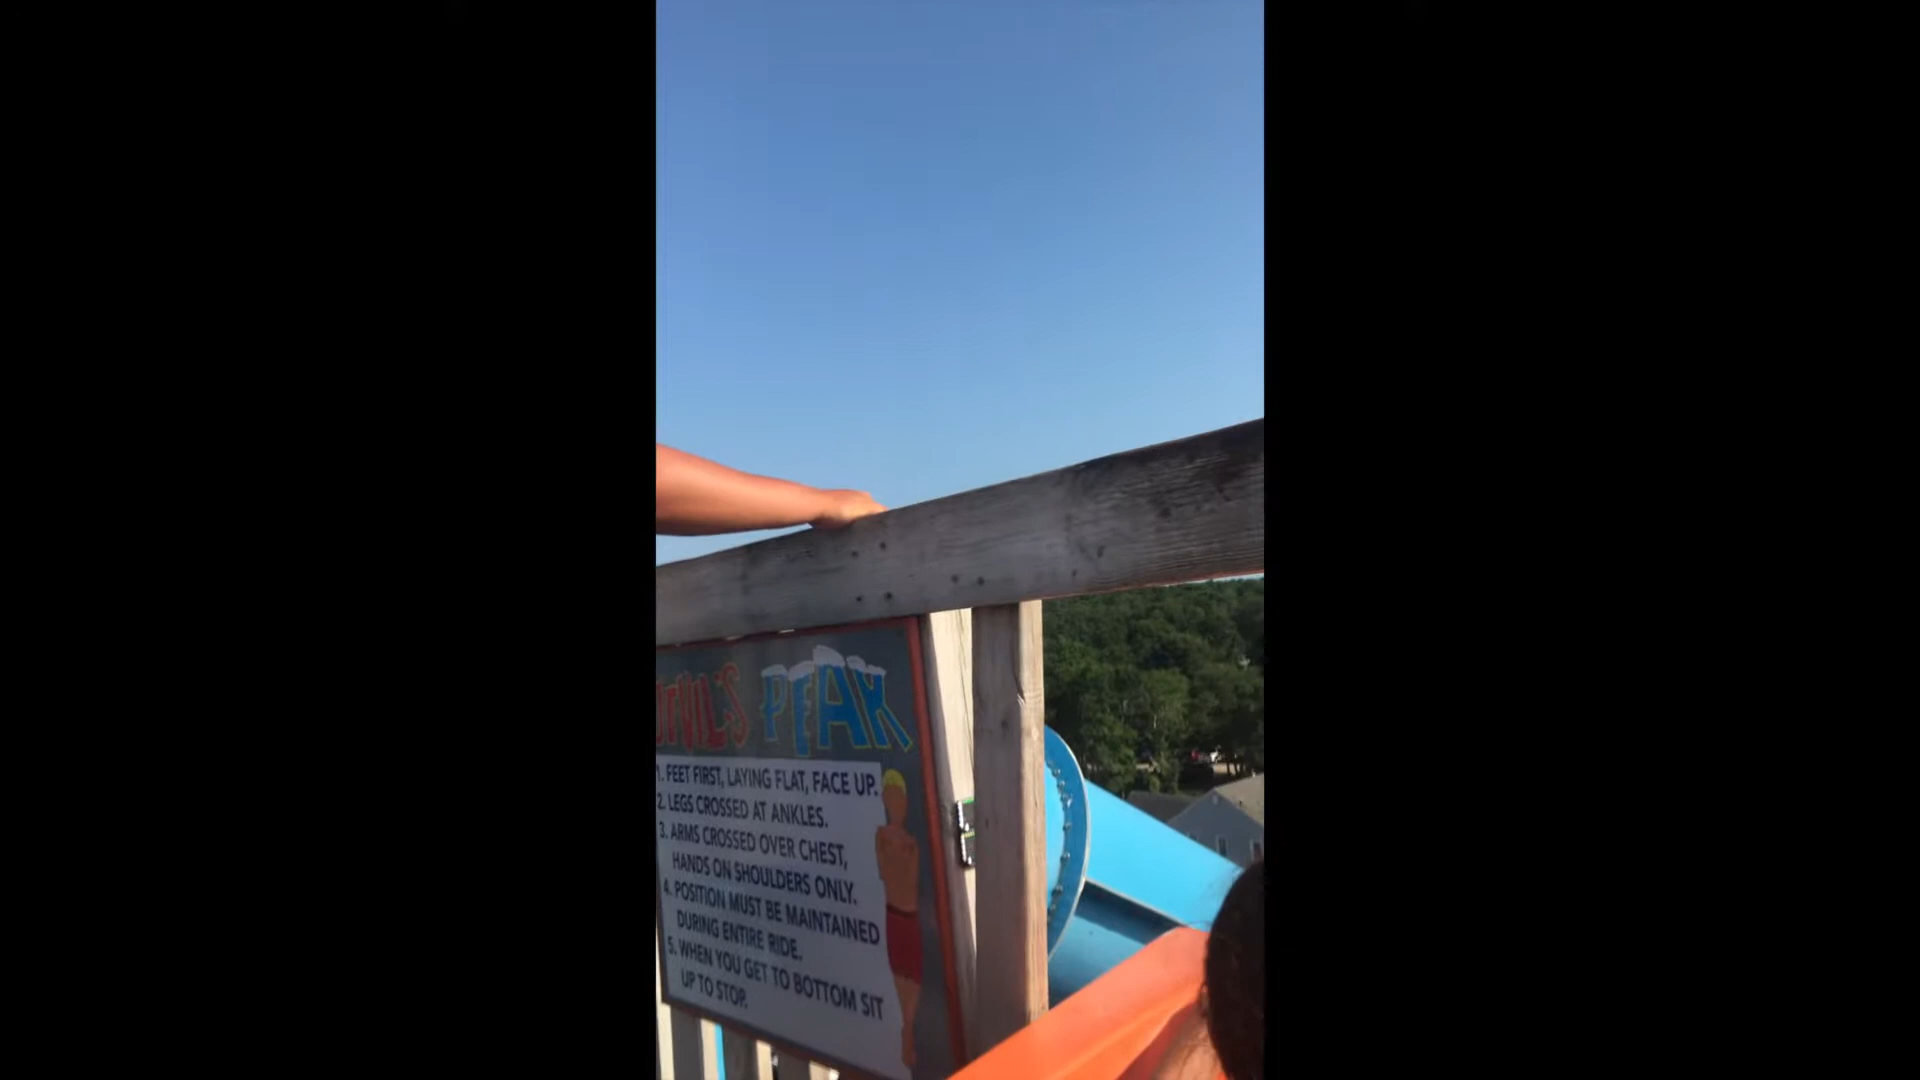 DEVIL'S PEAK
1. FEET FIRST, LAYING FLAT, FACE UP.
2. LEGS CROSSED AT ANKLES.
3. ARMS CROSSED OVER CHEST,
HANDS ON SHOULDERS ONLY.
4. POSITION MUST BE MAINTAINED
DURING ENTIRE RIDE.
5. WHEN YOU GET TO BOTTOM SIT
UP TO STOP.